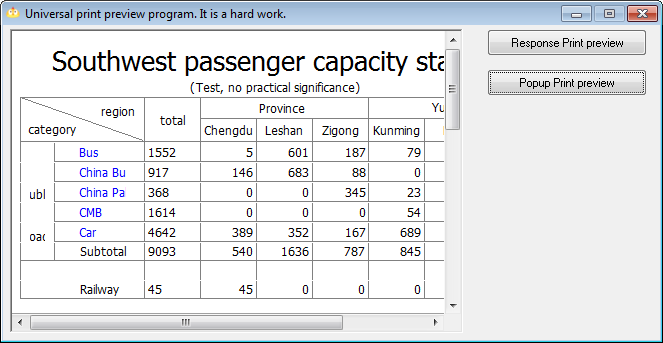 Universal print preview program. It is a hard work.
Response Print preview
Popup Print preview
Southwest passenger capacity sta
(Test, no practical significance)
region
category
total
Province
Yu
Chengdu Leshan Zigong Kunming
Bus 1552 5 601 187 79
China Bu 917 146 683 88 0
ubl
China Pa 368 0 0 345 23
CMB 1614 0 0 0 54
oac
Car 4642 389 352 167 689
Subtotal 9093 540 1636 787 845
Railway 45 45 0 0 0